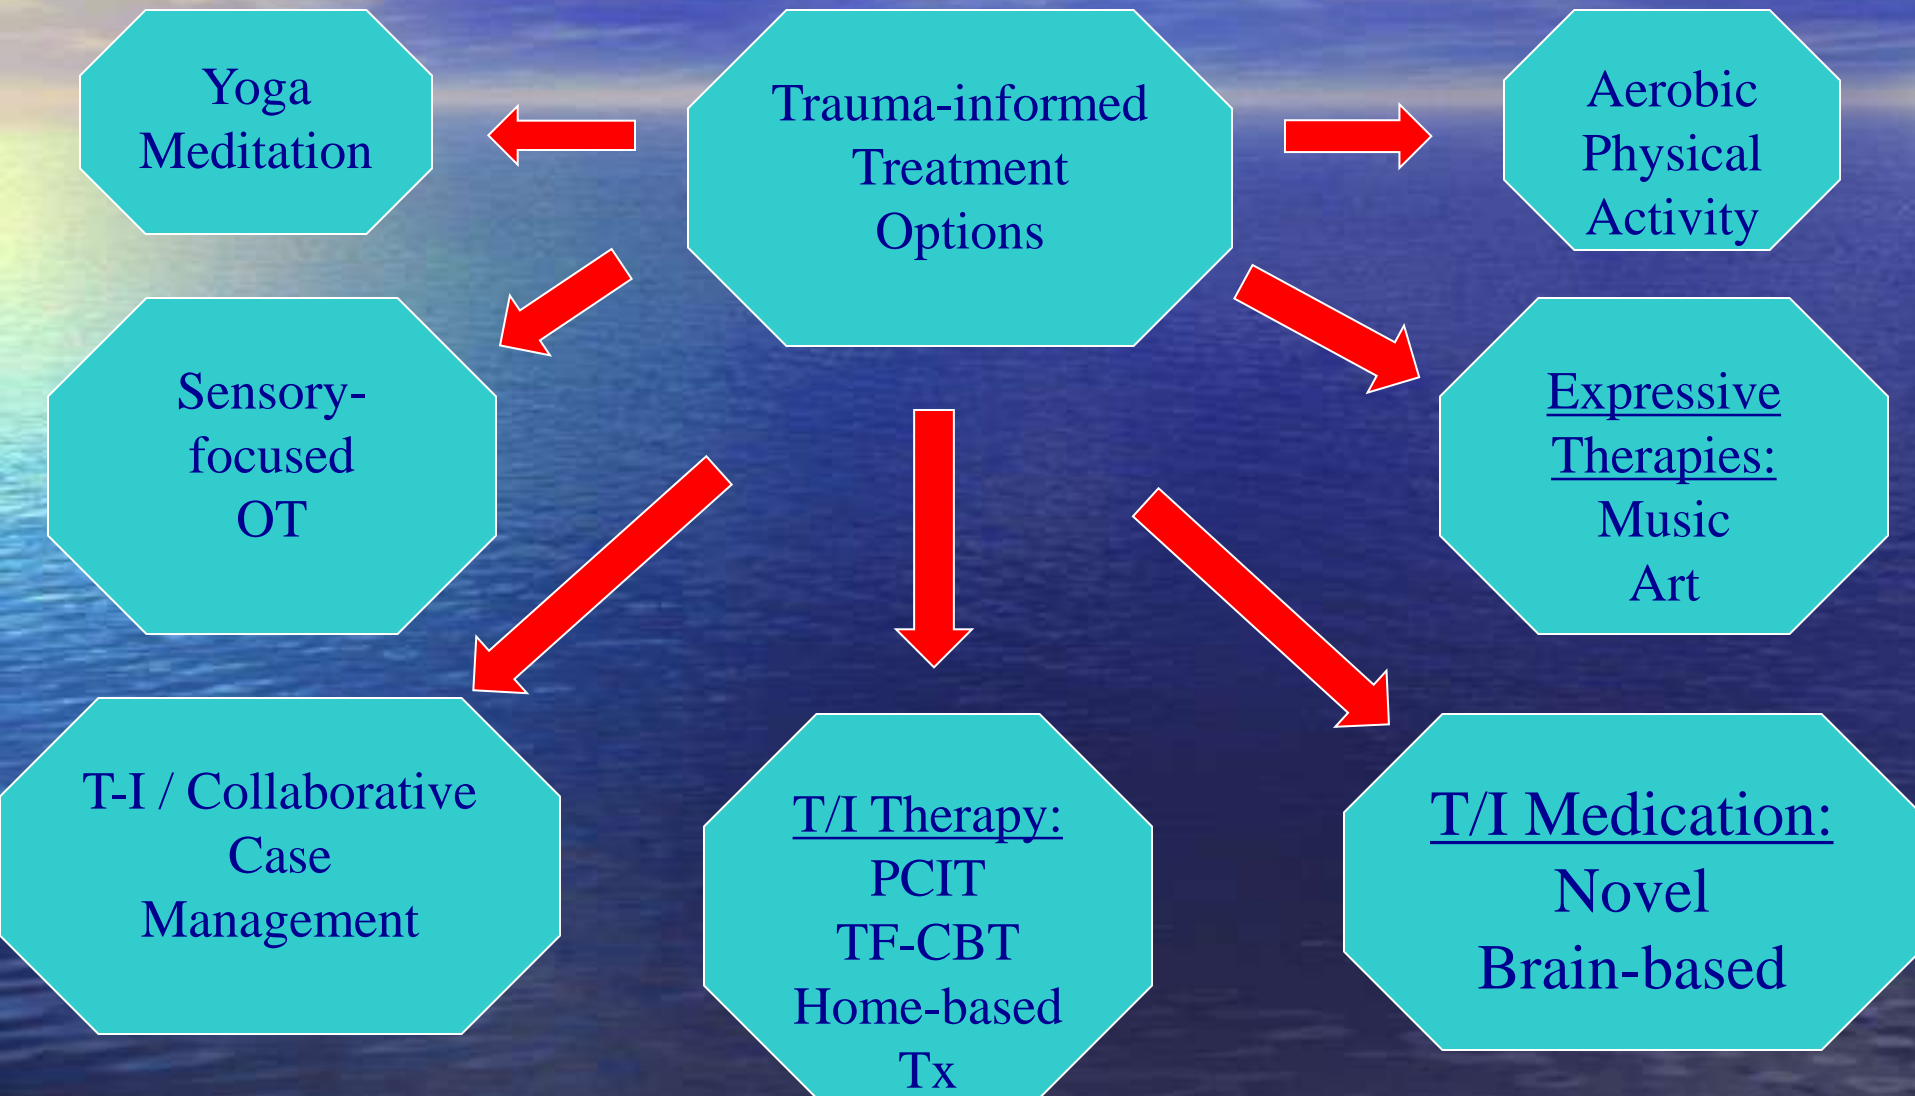 Yoga
Meditation
Trauma-informed
Treatment
Options
Aerobic
Physical
Activity
Sensory-
focused
OT
Expressive
Therapies:
Music
Art
T-I / Collaborative
Case
Management
T/I Therapy:
PCIT
TF-CBT
Home-based
Tx
T/I Medication:
Novel
Brain-based